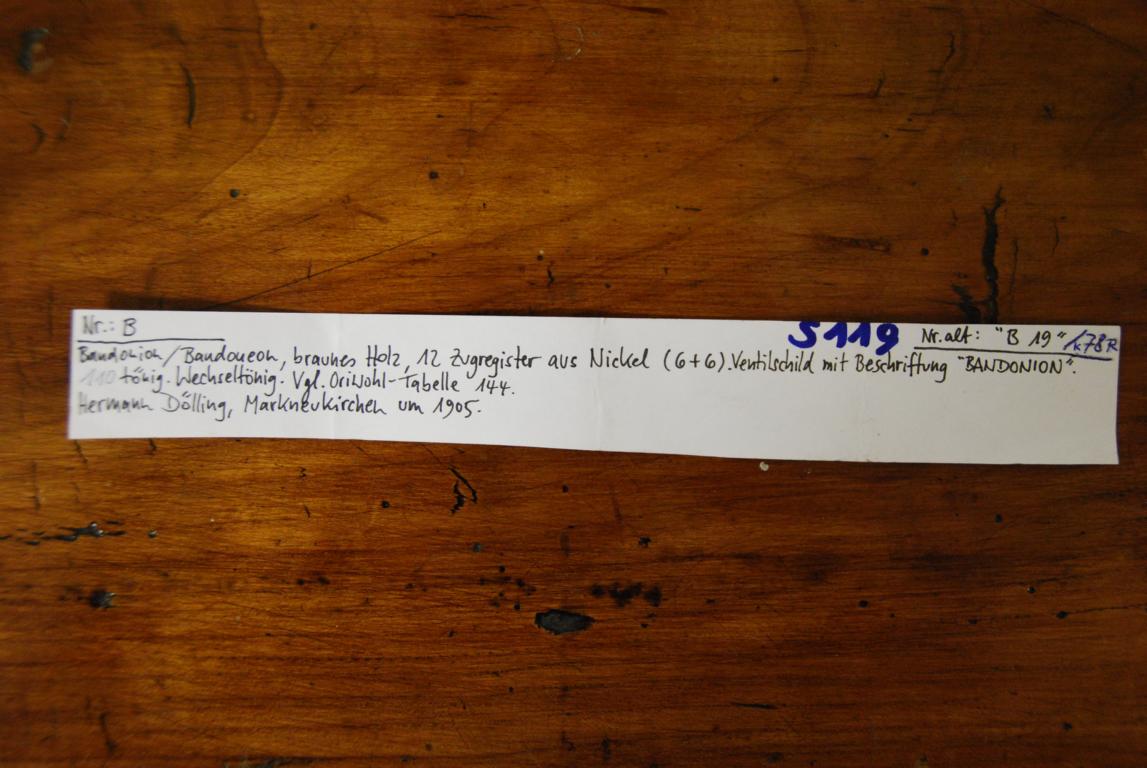 Nr.: B S119 Nr.alt: "B 19"/K78R
Bandonion/Bandoneon, braunes Holz, 12 Zugregister aus Nickel (6+6). Ventilschild mit Beschriftung "BANDONION".
110 tönig. Wechseltönig. Vgl. Oriwohl-Tabelle 144.
Hermann Dölling, Markneukirchen um 1905.